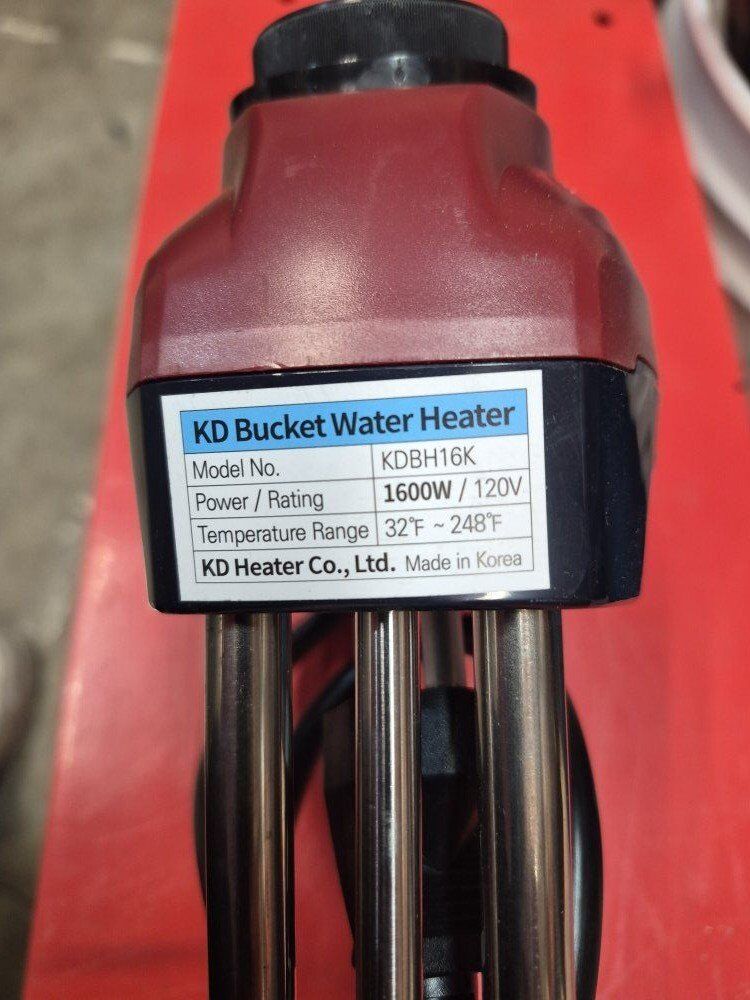 KD Bucket Water Heater
Model No. KDBH16K
Power / Rating 1600W / 120V
Temperature Range 32℉ ~ 248℉
KD Heater Co., Ltd. Made in Korea